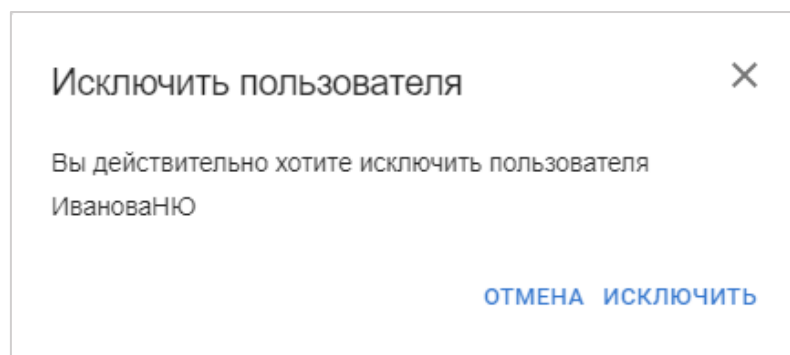 Исключить пользователя
Вы действительно хотите исключить пользователя
ИвановаНЮ
ОТМЕНА ИСКЛЮЧИТЬ